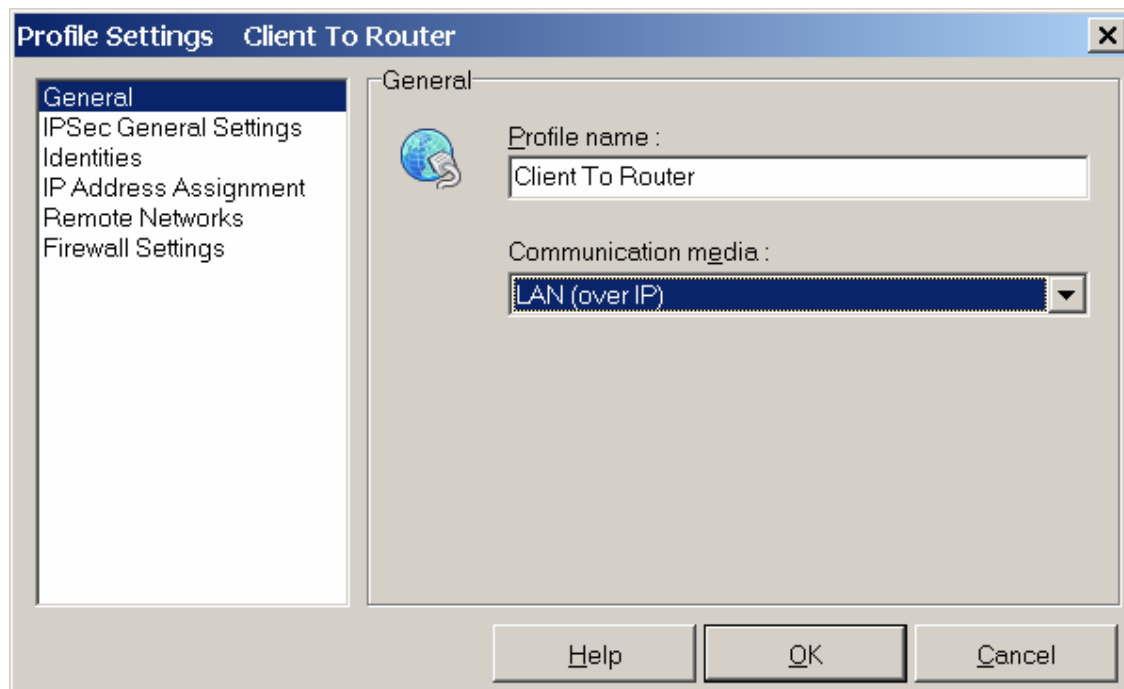 Profile Settings   Client To Router
General
IPSec General Settings
Identities
IP Address Assignment
Remote Networks
Firewall Settings
General
Profile name :
Client To Router
Communication media :
LAN (over IP)
Help
OK
Cancel